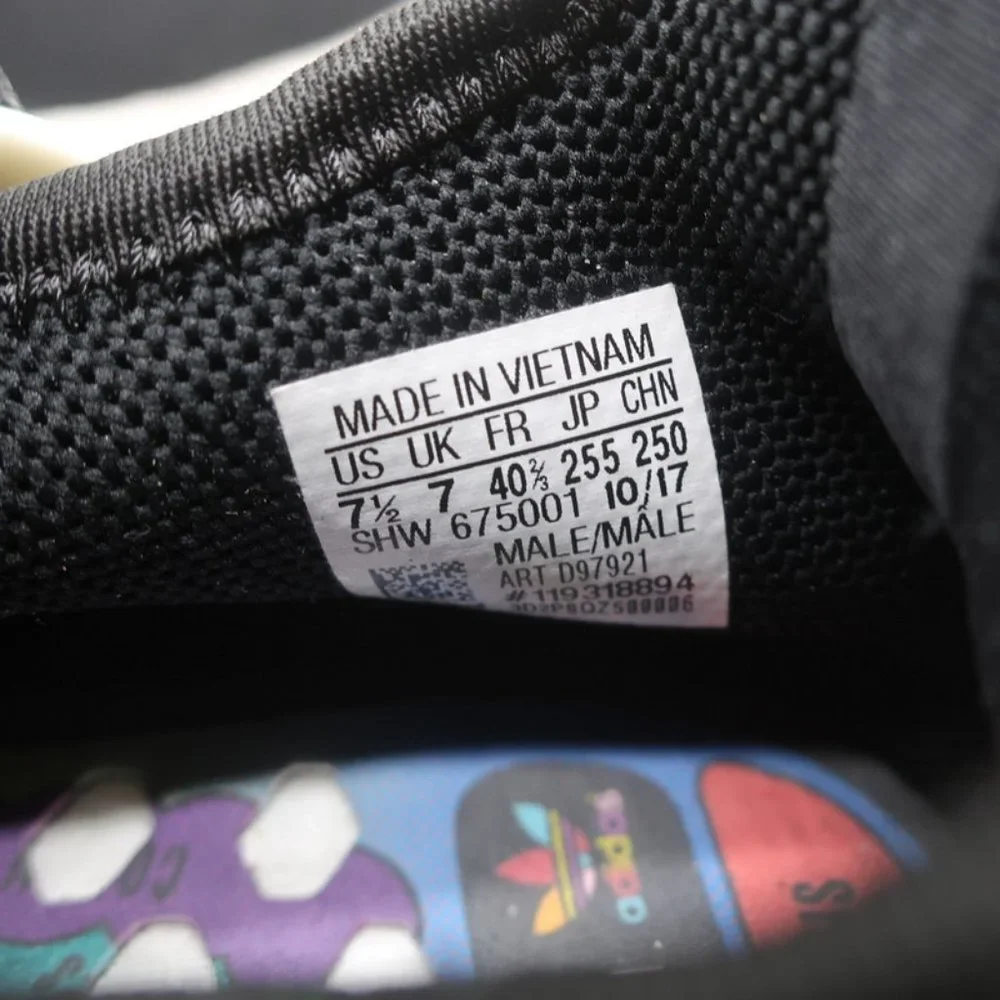 MADE IN VIETNAM
US UK FR JP CHN
7½ 7 40⅔ 255 250
SHW 675001 10/17
MALE/MÂLE
ART D97921
#119318894
adidas